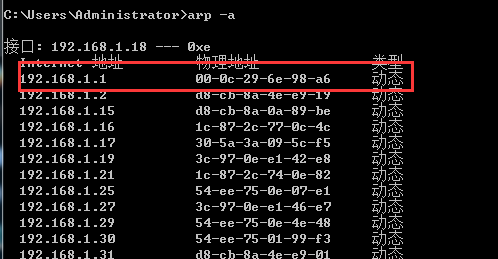 C:\Users\Administrator>arp -a
接口: 192.168.1.18 --- 0xe
Internet 地址 物理地址 类型
192.168.1.1 00-0c-29-6e-98-a6 动态
192.168.1.2 d8-cb-8a-4e-e9-19 动态
192.168.1.15 d8-cb-8a-0a-89-be 动态
192.168.1.16 1c-87-2c-77-0c-4c 动态
192.168.1.17 30-5a-3a-09-5c-f5 动态
192.168.1.19 3c-97-0e-e1-42-e8 动态
192.168.1.21 1c-87-2c-74-0e-82 动态
192.168.1.25 54-ee-75-0e-07-e1 动态
192.168.1.27 3c-97-0e-e1-46-e7 动态
192.168.1.29 54-ee-75-0e-4e-48 动态
192.168.1.30 54-ee-75-01-99-f3 动态
192.168.1.31 d8-cb-8a-4e-e9-01 动态